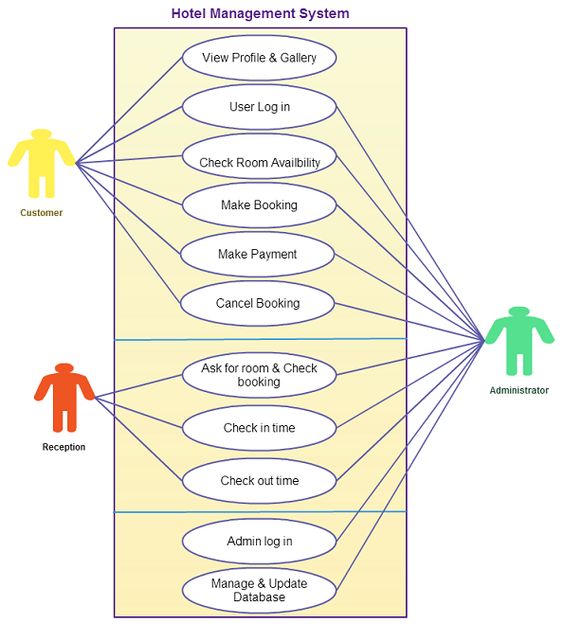 Hotel Management System
View Profile & Gallery
User Log in
Check Room Availbility
Make Booking
Make Payment
Cancel Booking
Customer
Ask for room & Check
booking
Check in time
Check out time
Reception
Administrator
Admin log in
Manage & Update
Database